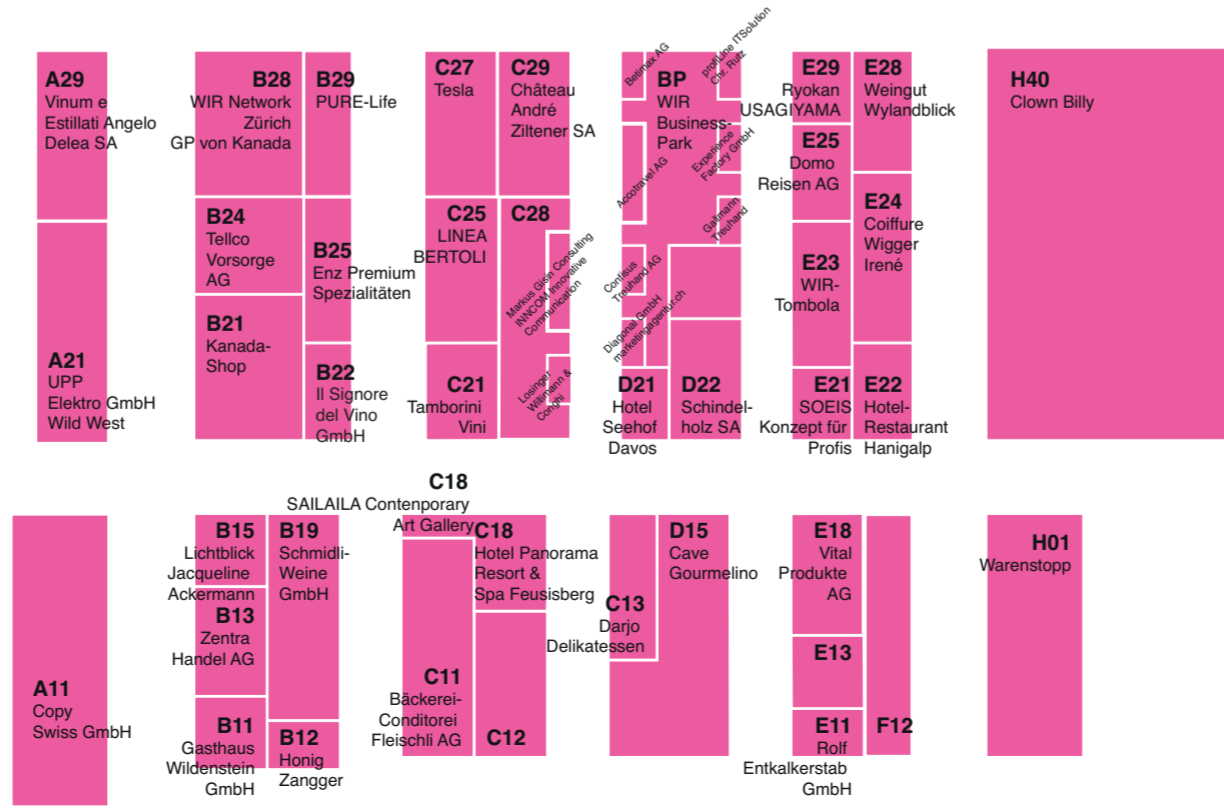 A29
Vinum e
Estillati Angelo
Delea SA
B28
WIR Network
Zürich
GP von Kanada
B29
PURE-Life
C27
Tesla
C29
Château
André
Ziltener SA
Betimax AG
BP
WIR
Business-
Park
profiLine ITSolution
Chr. Rutz
Accotravel AG
Experience
Factory GmbH
Gallmann
Treuhand
E29
Ryokan
USAGIYAMA
E28
Weingut
Wylandblick
H40
Clown Billy
E25
Domo
Reisen AG
B24
Tellco
Vorsorge
AG
B25
Enz Premium
Spezialitäten
C25
LINEA
BERTOLI
C28
Markus Gisin Consulting
INNCOM Innovative
Communication
Confisus
Treuhand AG
E24
Coiffure
Wigger
Irené
E23
WIR-
Tombola
B21
Kanada-
Shop
Diagonal GmbH
marketingagentur.ch
A21
UPP
Elektro GmbH
Wild West
B22
Il Signore
del Vino
GmbH
C21
Tamborini
Vini
Losinger
Willimann &
Conghi
D21
Hotel
Seehof
Davos
D22
Schindel-
holz SA
E21
SOEIS
Konzept für
Profis
E22
Hotel-
Restaurant
Hanigalp
C18
SAILAILA Contenporary
Art Gallery
B15
Lichtblick
Jacqueline
Ackermann
B19
Schmidli-
Weine
GmbH
C18
Hotel Panorama
Resort &
Spa Feusisberg
D15
Cave
Gourmelino
E18
Vital
Produkte
AG
H01
Warenstopp
B13
Zentra
Handel AG
C13
Darjo
Delikatessen
E13
A11
Copy
Swiss GmbH
B11
Gasthaus
Wildenstein
GmbH
B12
Honig
Zangger
C11
Bäckerei-
Conditorei
Fleischli AG
C12
E11
Rolf
Entkalkerstab
GmbH
F12